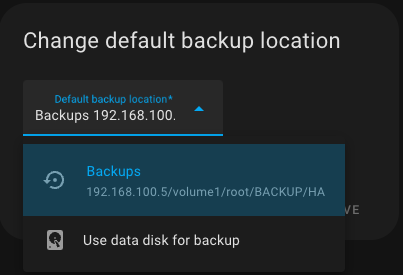 Change default backup location
Default backup location*
Backups 192.168.100.
Backups
192.168.100.5/volume1/root/BACKUP/HA
VE
Use data disk for backup